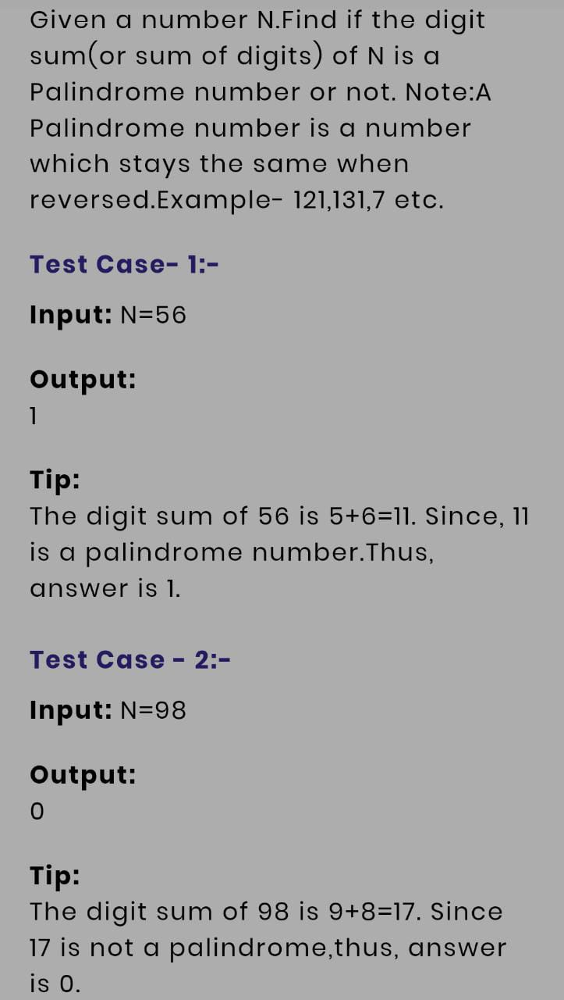 Given a number N.Find if the digit
sum(or sum of digits) of N is a
Palindrome number or not. Note:A
Palindrome number is a number
which stays the same when
reversed.Example- 121,131,7 etc.
Test Case- 1:-
Input: N=56
Output:
1
Tip:
The digit sum of 56 is 5+6=11. Since, 11
is a palindrome number.Thus,
answer is 1.
Test Case - 2:-
Input: N=98
Output:
0
Tip:
The digit sum of 98 is 9+8=17. Since
17 is not a palindrome,thus, answer
is 0.